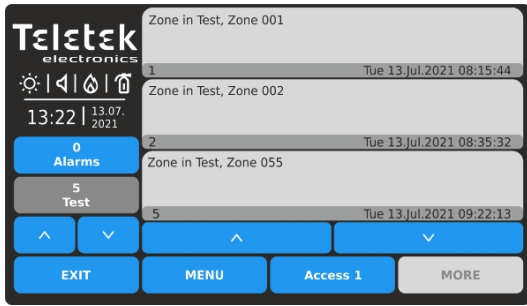 Tεlεtεk
electronics
13:22
13.07.
2021
0
Alarms
5
Test
EXIT
Zone in Test, Zone 001
1 Tue 13.Jul.2021 08:15:44
Zone in Test, Zone 002
2 Tue 13.Jul.2021 08:35:32
Zone in Test, Zone 055
5 Tue 13.Jul.2021 09:22:13
MENU
Access 1
MORE